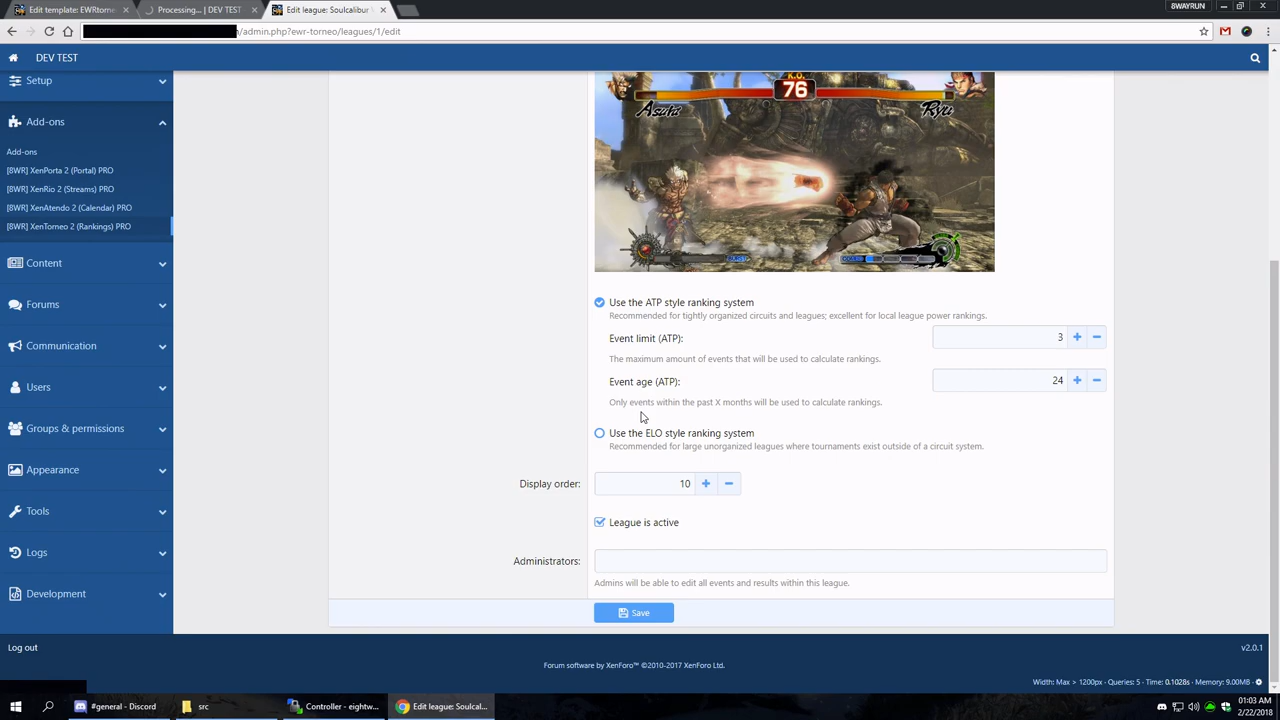 Edit template: EWRtorne
Processing... | DEV TEST
Edit league: Soulcalibur V
8WAYRUN
/admin.php?ewr-torneo/leagues/1/edit
DEV TEST
Setup
Add-ons
Add-ons
[8WR] XenPorta 2 (Portal) PRO
[8WR] XenRio 2 (Streams) PRO
[8WR] XenAtendo 2 (Calendar) PRO
[8WR] XenTorneo 2 (Rankings) PRO
Content
Forums
Communication
Users
Groups & permissions
Appearance
Tools
Logs
Development
Log out
K.O.
76
Asura
Ryu
BURST
Use the ATP style ranking system
Recommended for tightly organized circuits and leagues; excellent for local league power rankings.
Event limit (ATP):
3
The maximum amount of events that will be used to calculate rankings.
Event age (ATP):
24
Only events within the past X months will be used to calculate rankings.
Use the ELO style ranking system
Recommended for large unorganized leagues where tournaments exist outside of a circuit system.
Display order:
10
League is active
Administrators:
Admins will be able to edit all events and results within this league.
Save
v2.0.1
Forum software by XenForo™ ©2010-2017 XenForo Ltd.
Width: Max > 1200px · Queries: 5 · Time: 0.1028s · Memory: 9.00MB ·
#general - Discord
src
Controller - eightw...
Edit league: Soulcal...
01:03 AM
2/22/2018